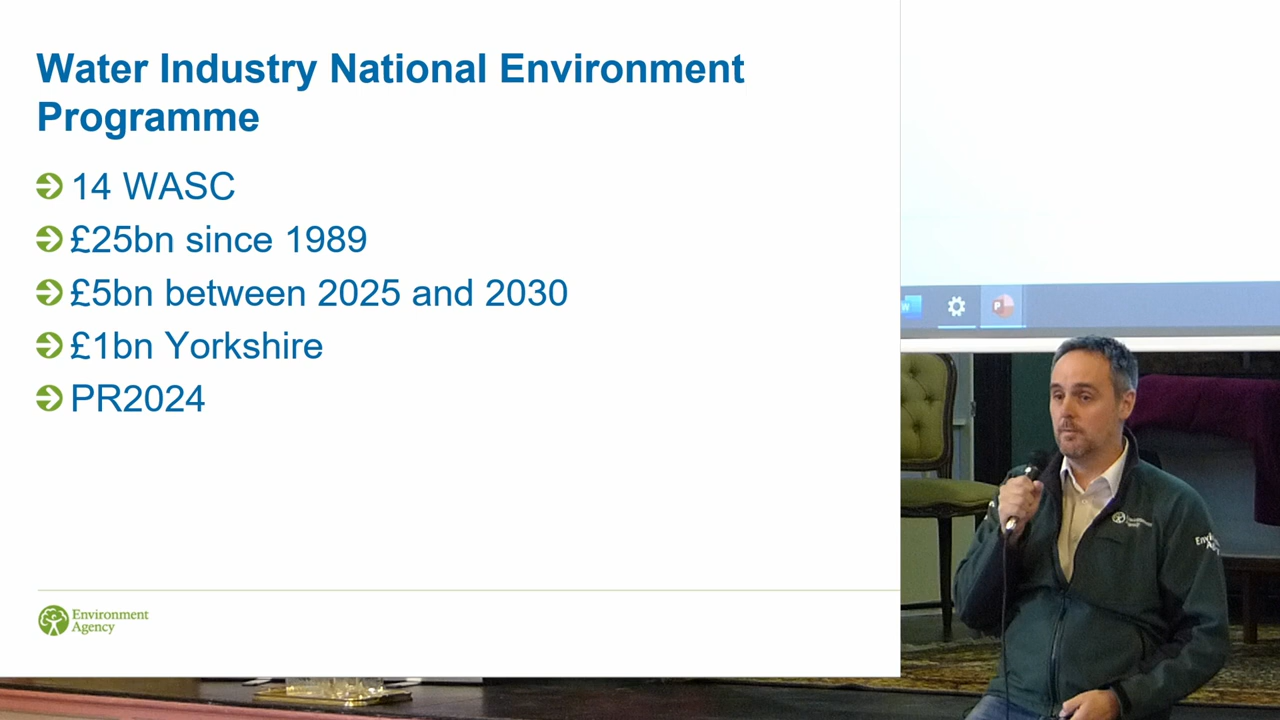 Water Industry National Environment
Programme
14 WASC
£25bn since 1989
£5bn between 2025 and 2030
£1bn Yorkshire
PR2024
Environment
Agency